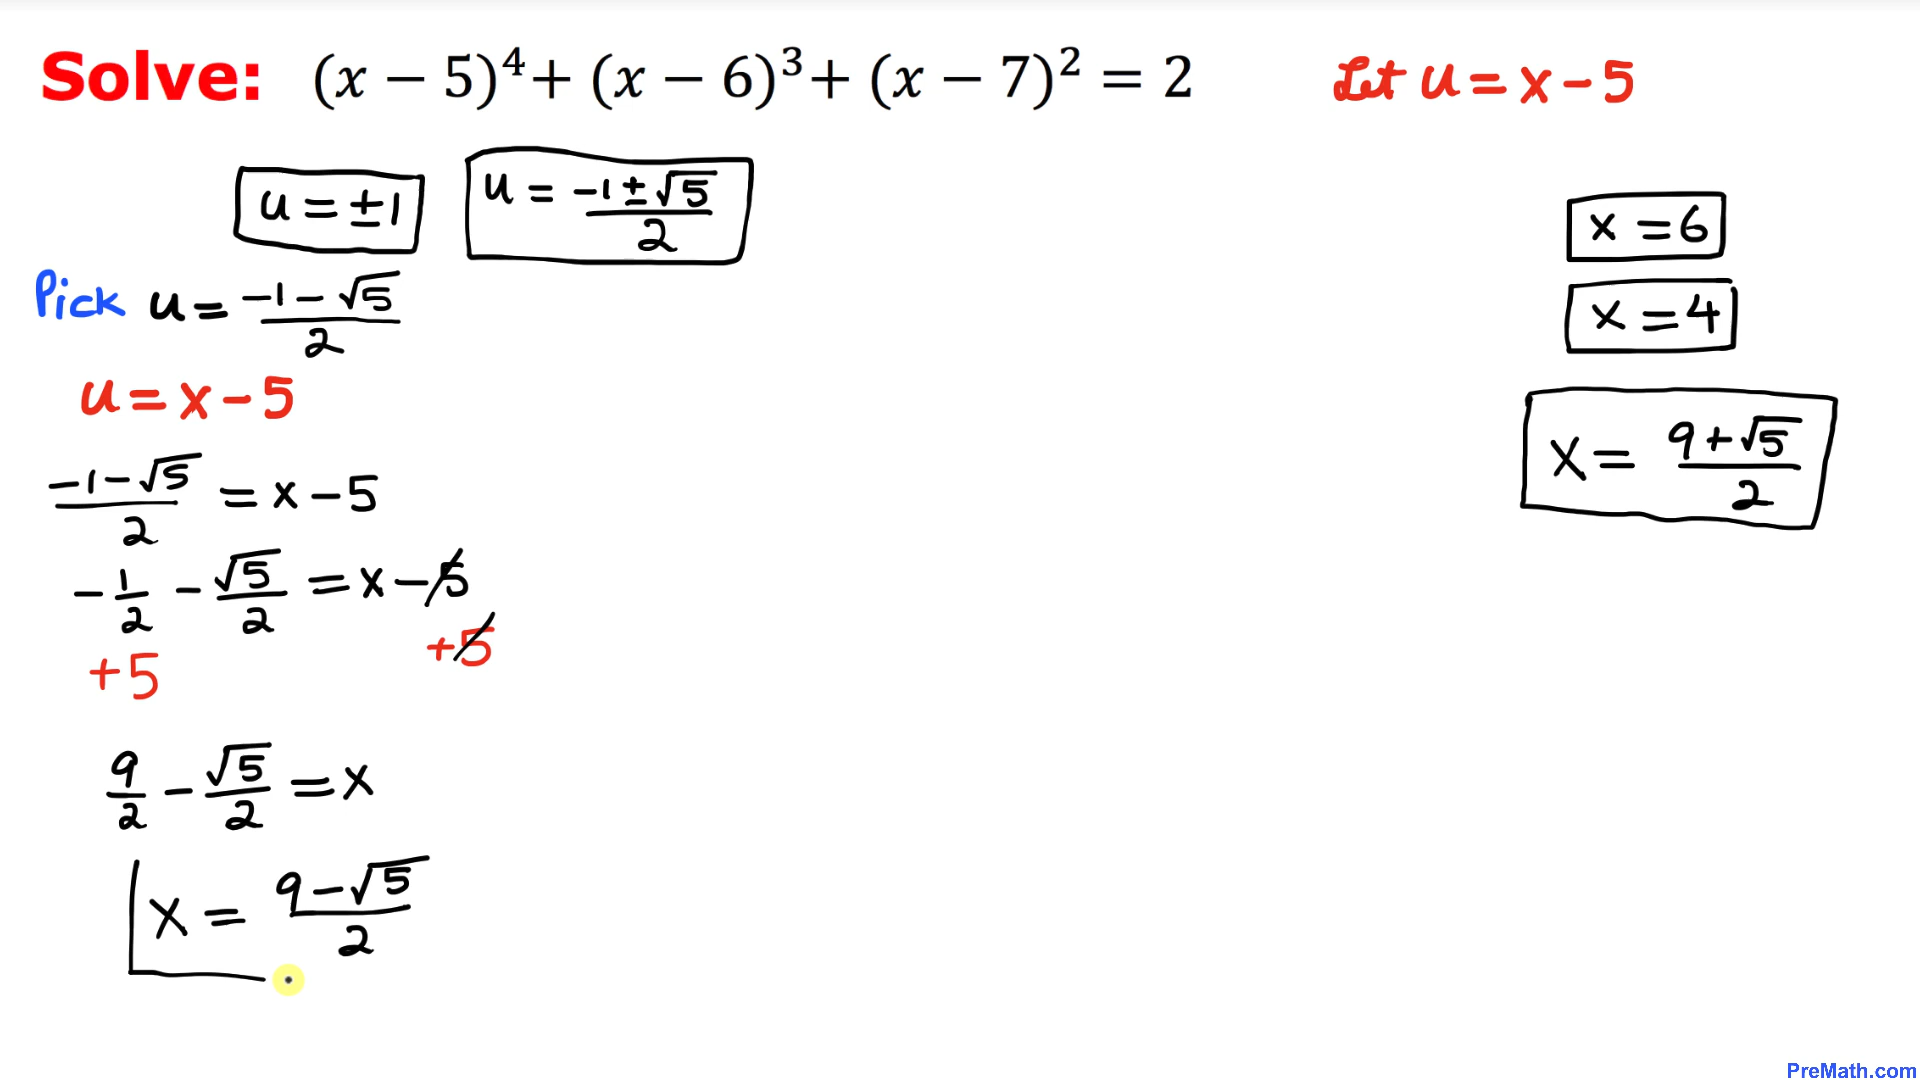 Solve: (x − 5)⁴+ (x − 6)³+ (x − 7)² = 2
Let u = x − 5
u = ±1
u = (−1 ± √5)/2
Pick u = (−1 − √5)/2
u = x − 5
(−1 − √5)/2 = x − 5
−1/2 − √5/2 = x − 5
+5 +5
9/2 − √5/2 = x
x = (9 − √5)/2
x = 6
x = 4
x = (9 + √5)/2
PreMath.com